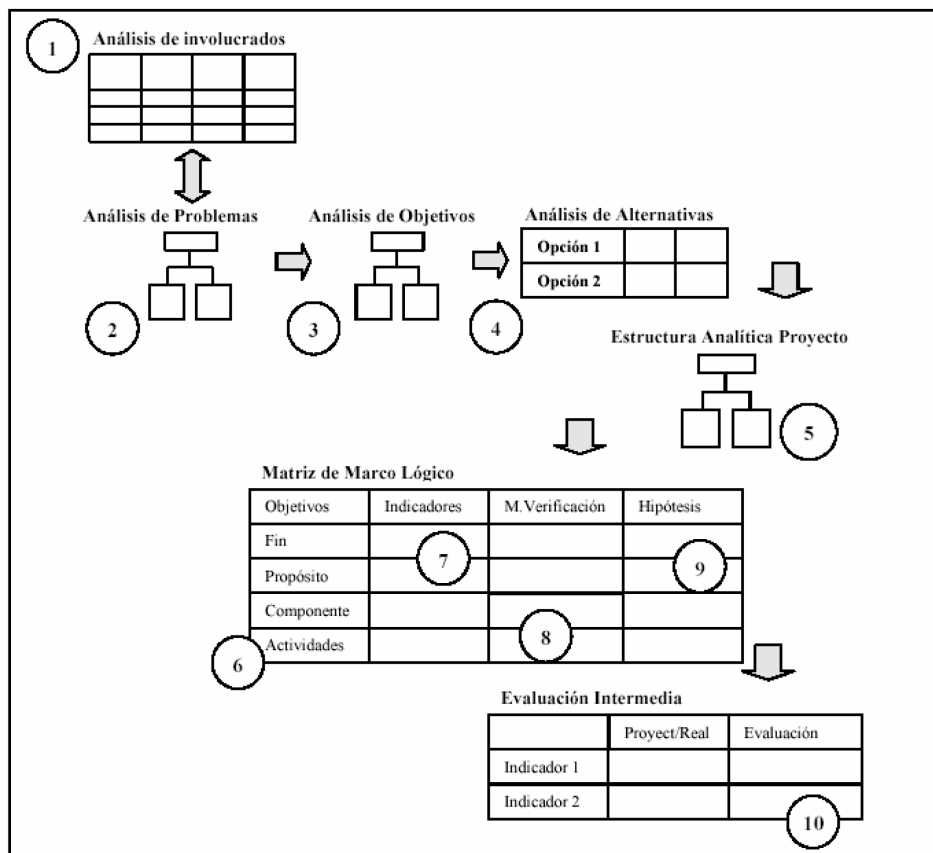 1
Análisis de involucrados
Análisis de Problemas
Análisis de Objetivos
Análisis de Alternativas
Opción 1
Opción 2
2
3
4
Estructura Analítica Proyecto
5
Matriz de Marco Lógico
Objetivos Indicadores M.Verificación Hipótesis
Fin
7
9
Propósito
Componente
8
Actividades
6
Evaluación Intermedia
Proyect/Real Evaluación
Indicador 1
Indicador 2
10